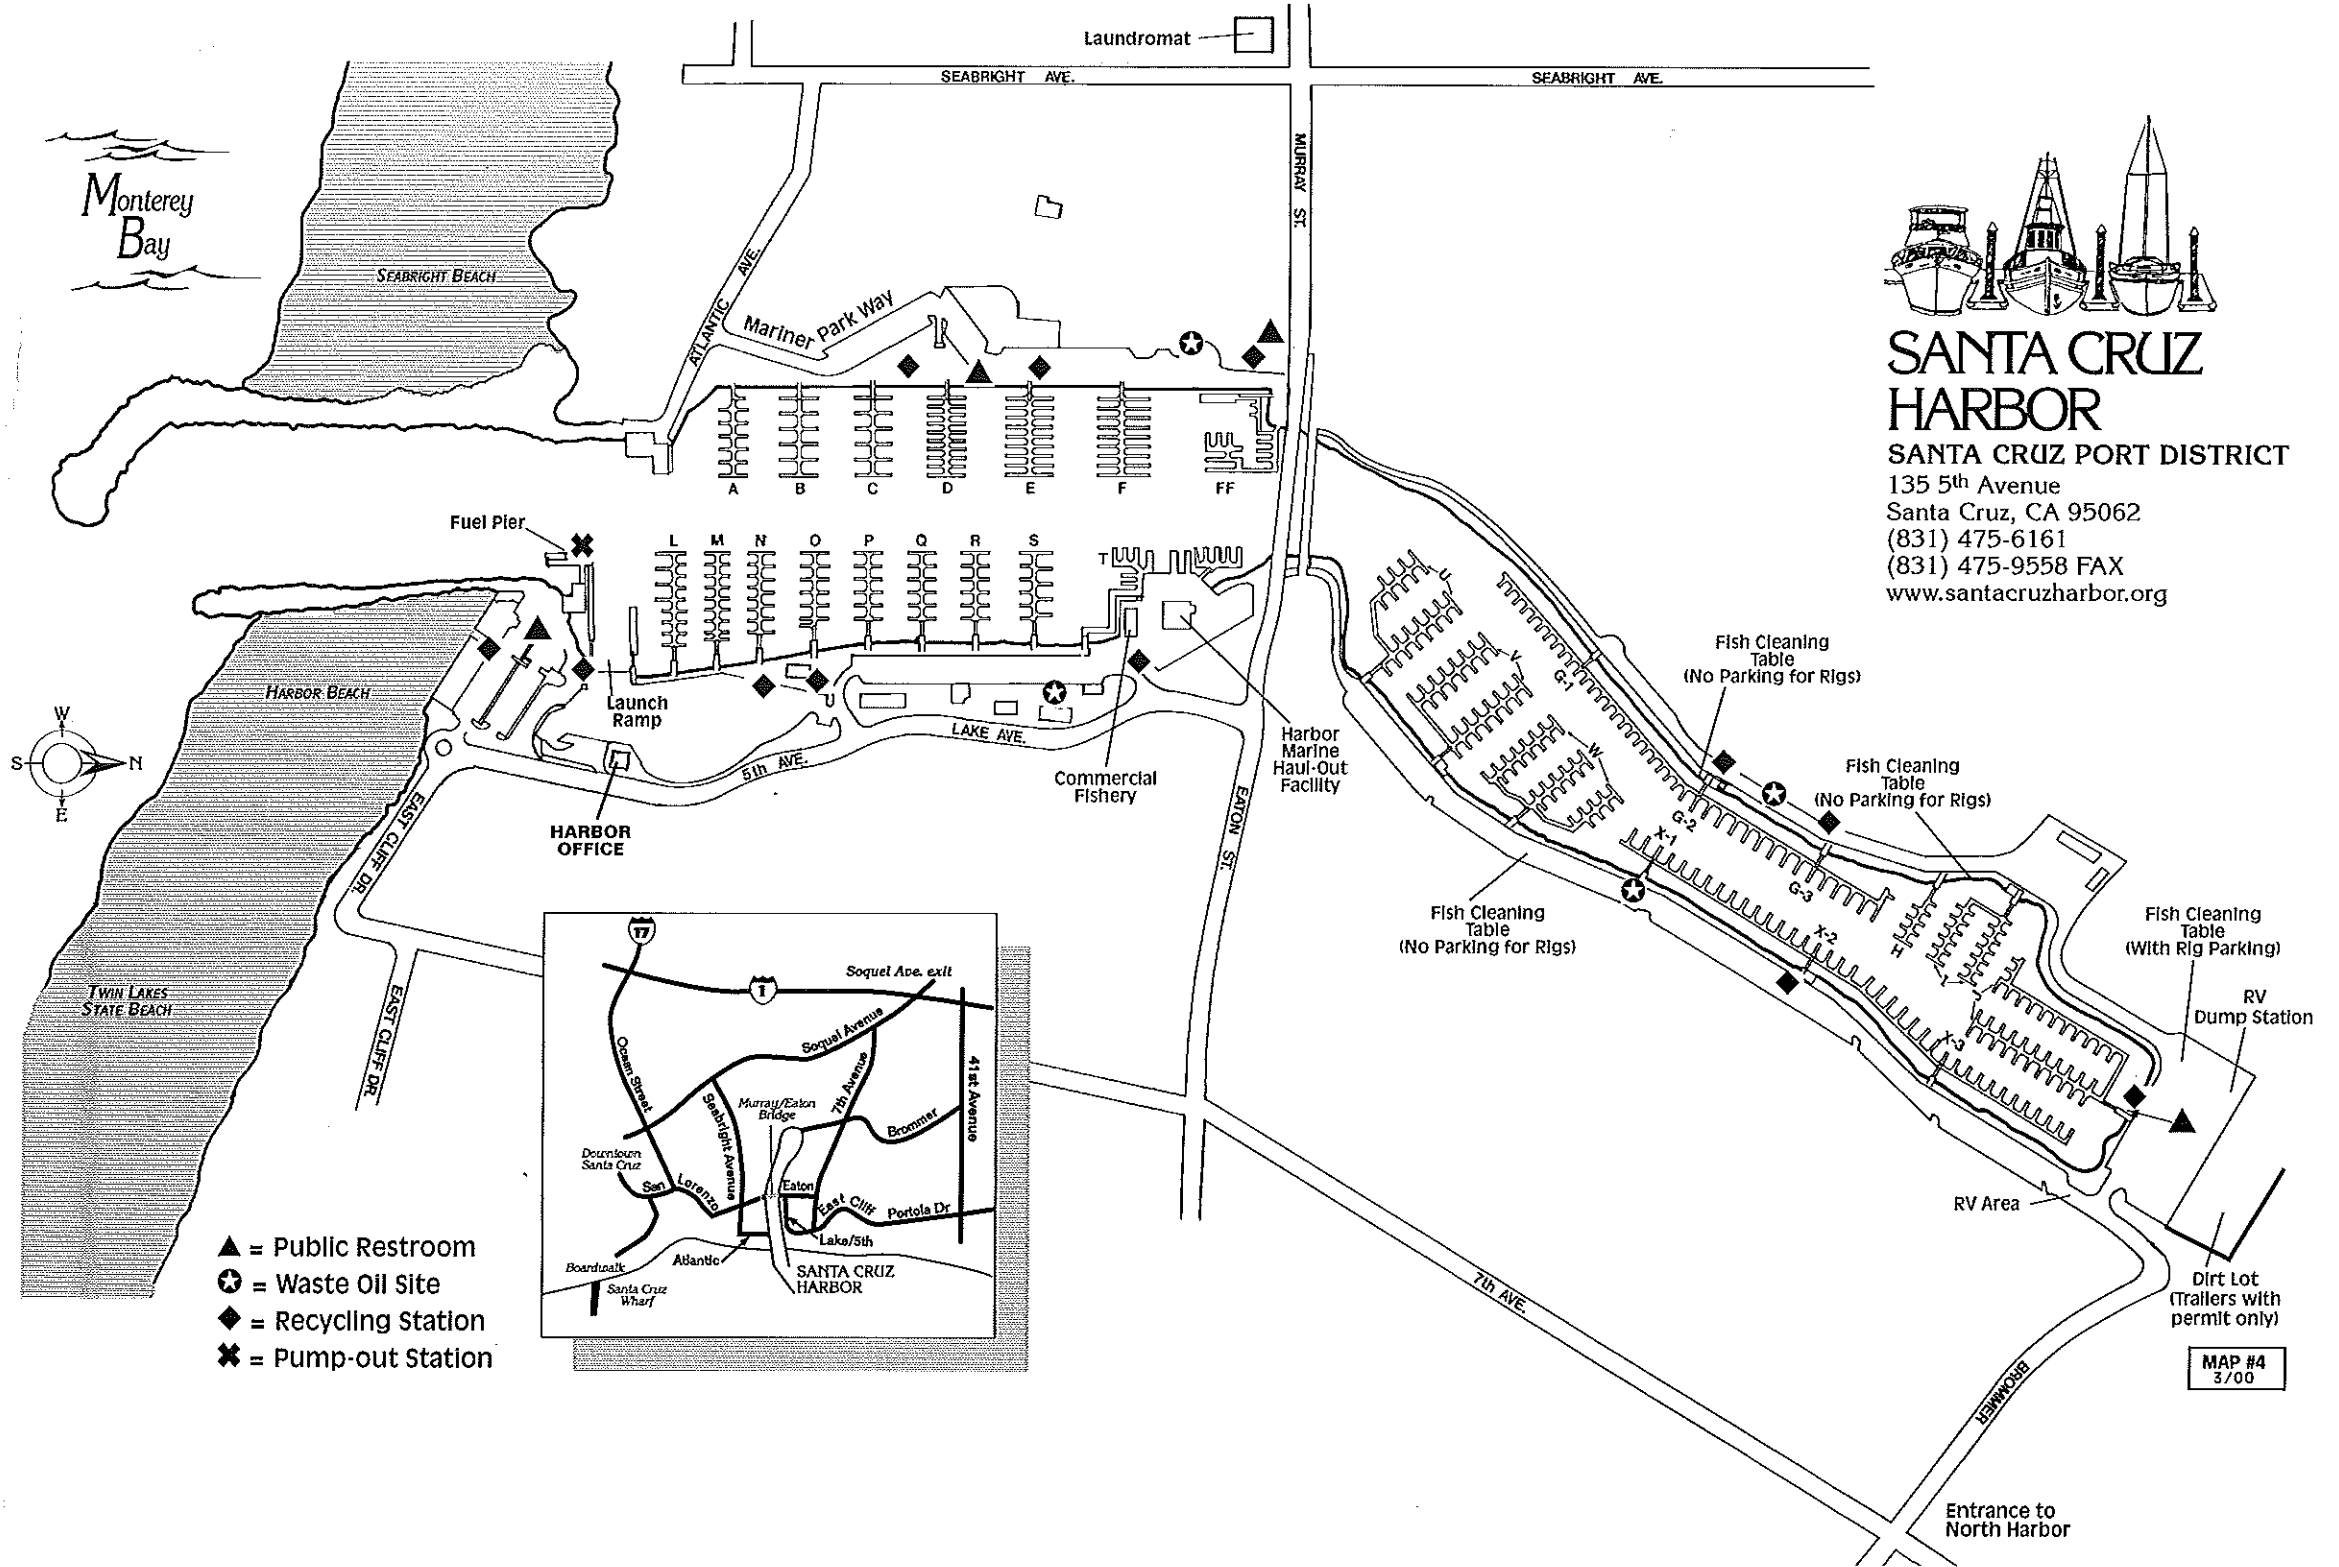 Laundromat
SEABRIGHT AVE.
SEABRIGHT AVE.
MURRAY ST.
Monterey
Bay
SEABRIGHT BEACH
ATLANTIC AVE.
Mariner Park Way
A
B
C
D
E
F
FF
SANTA CRUZ
HARBOR
SANTA CRUZ PORT DISTRICT
135 5th Avenue
Santa Cruz, CA 95062
(831) 475-6161
(831) 475-9558 FAX
www.santacruzharbor.org
Fuel Pier
L
M
N
O
P
Q
R
S
T
U
V
W
G-1
G-2
G-3
X-1
X-2
X-3
H
I
J
Fish Cleaning
Table
(No Parking for Rigs)
Fish Cleaning
Table
(No Parking for Rigs)
Fish Cleaning
Table
(No Parking for Rigs)
Fish Cleaning
Table
(With Rig Parking)
RV
Dump Station
HARBOR BEACH
Launch
Ramp
W
S
N
E
LAKE AVE.
5th AVE.
Commercial
Fishery
Harbor
Marine
Haul-Out
Facility
EATON ST.
HARBOR
OFFICE
EAST CLIFF DR.
EAST CLIFF DR.
TWIN LAKES
STATE BEACH
17
1
Soquel Ave. exit
Soquel Avenue
Ocean Street
7th Avenue
41st Avenue
Seabright Avenue
Murray/Eaton
Bridge
Brommer
Downtown
Santa Cruz
San Lorenzo
Eaton
East Cliff
Portola Dr
Lake/5th
Atlantic
Boardwalk
Santa Cruz
Wharf
SANTA CRUZ
HARBOR
RV Area
Dirt Lot
(Trailers with
permit only)
7th AVE.
BROMMER
MAP #4
3/00
Entrance to
North Harbor
= Public Restroom
= Waste Oil Site
= Recycling Station
= Pump-out Station